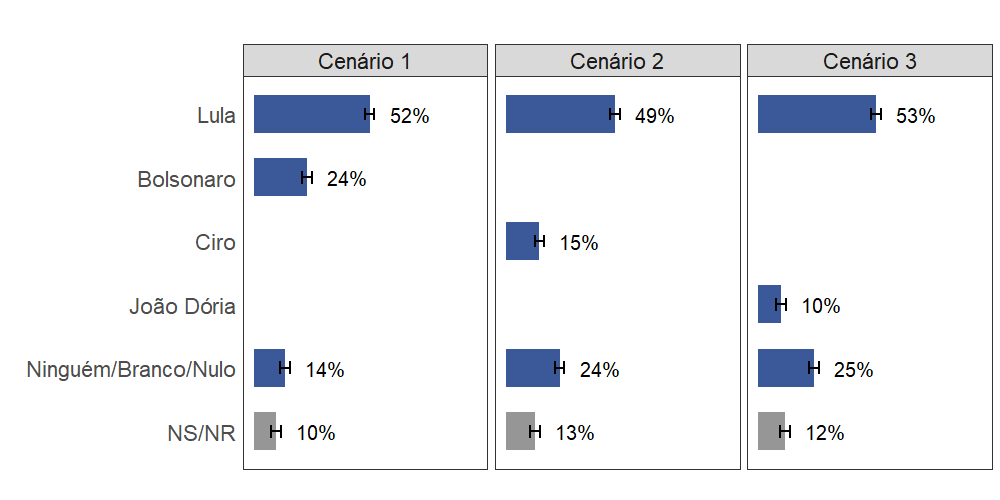 Cenário 1 Cenário 2 Cenário 3
Lula 52% 49% 53%
Bolsonaro 24%
Ciro 15%
João Dória 10%
Ninguém/Branco/Nulo 14% 24% 25%
NS/NR 10% 13% 12%